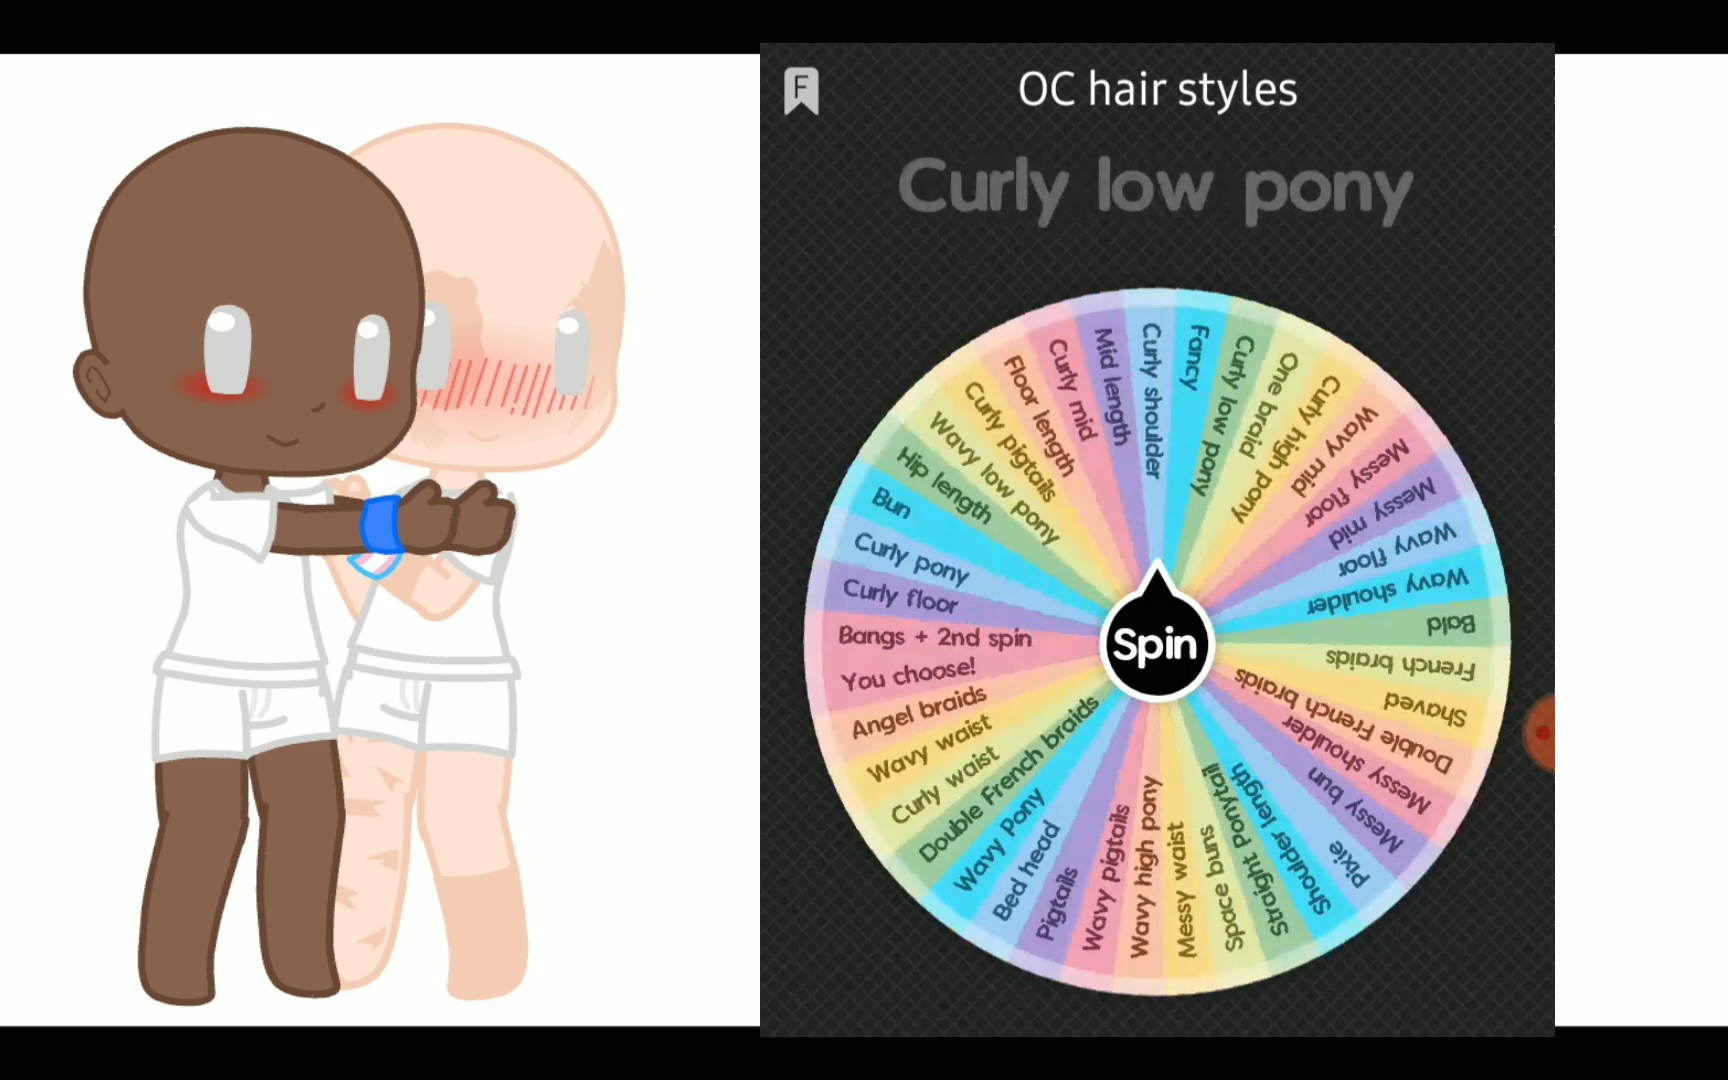 F
OC hair styles
Curly low pony
Curly shoulder
Fancy
Curly low pony
One braid
Curly high pony
Wavy mid
Messy floor
Messy mid
Wavy floor
Wavy shoulder
Bald
French braids
Shaved
Double French braids
Messy shoulder
Messy bun
Pixie
Shoulder length
Straight Ponytail
Space buns
Messy waist
Wavy high pony
Wavy pigtails
Pigtails
Bed head
Wavy pony
Double French braids
Curly waist
Wavy waist
Angel braids
You choose!
Bangs + 2nd spin
Curly floor
Curly pony
Bun
Hip length
Wavy low pony
Curly pigtails
Floor length
Curly mid
Mid length
Spin